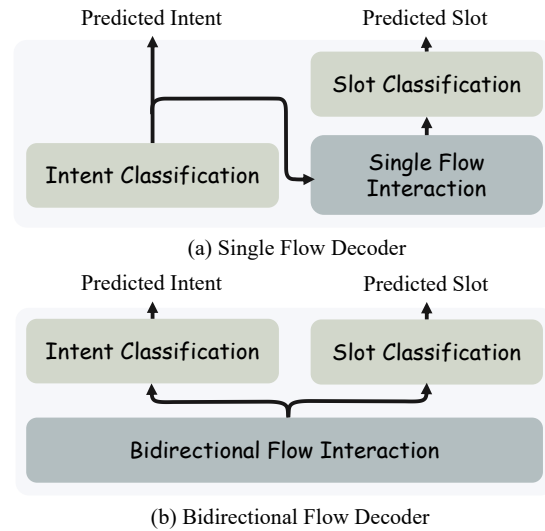 Predicted Intent
Predicted Slot
Slot Classification
Intent Classification
Single Flow
Interaction
(a) Single Flow Decoder
Predicted Intent
Predicted Slot
Intent Classification
Slot Classification
Bidirectional Flow Interaction
(b) Bidirectional Flow Decoder